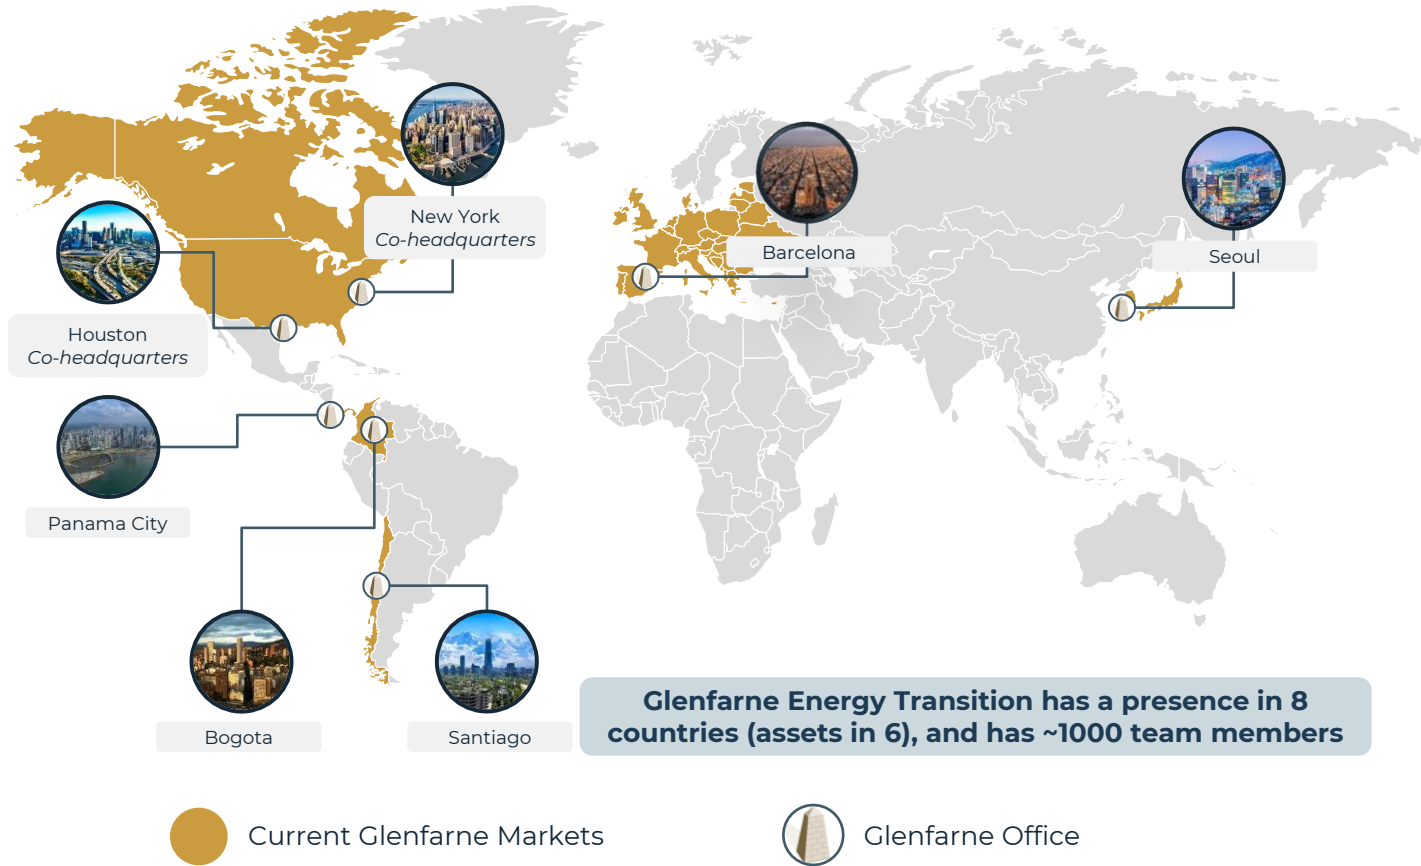 New York
Co-headquarters
Barcelona
Seoul
Houston
Co-headquarters
Panama City
Bogota
Santiago
Glenfarne Energy Transition has a presence in 8
countries (assets in 6), and has ~1000 team members
Current Glenfarne Markets
Glenfarne Office